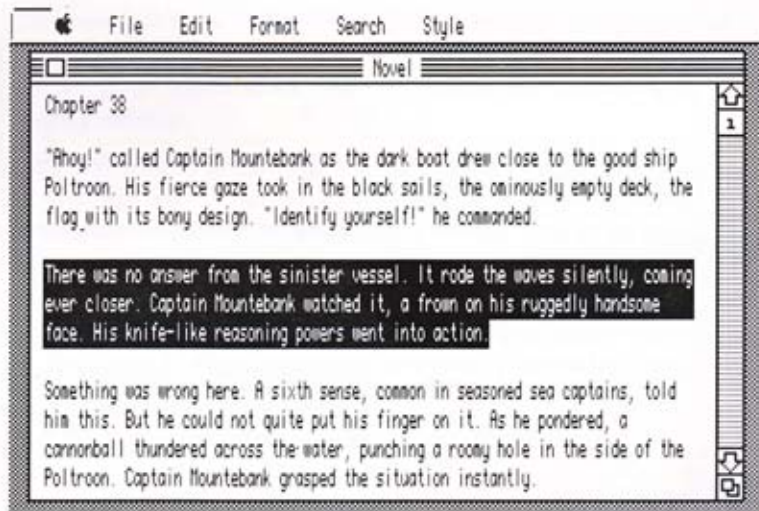 File Edit Format Search Style
Novel
Chapter 38
1
"Ahoy!" called Captain Mountebank as the dark boat drew close to the good ship
Poltroon. His fierce gaze took in the black sails, the ominously empty deck, the
flag with its bony design. "Identify yourself!" he commanded.
There was no answer from the sinister vessel. It rode the waves silently, coming
ever closer. Captain Mountebank watched it, a frown on his ruggedly handsome
face. His knife-like reasoning powers went into action.
Something was wrong here. A sixth sense, common in seasoned sea captains, told
him this. But he could not quite put his finger on it. As he pondered, a
cannonball thundered across the water, punching a roomy hole in the side of the
Poltroon. Captain Mountebank grasped the situation instantly.